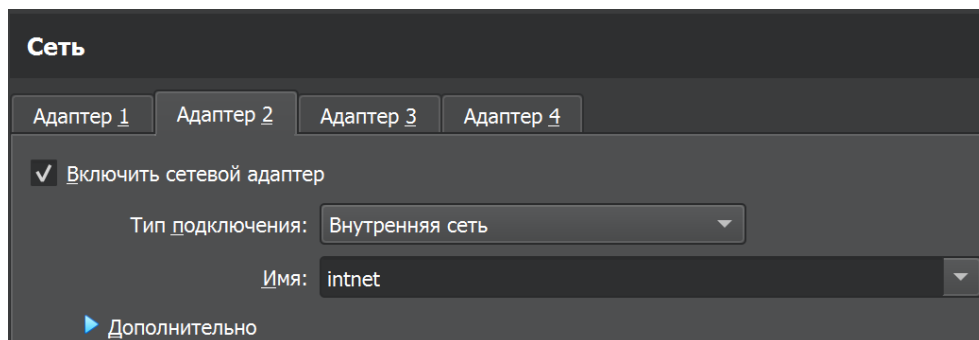 Сеть
Адаптер 1 Адаптер 2 Адаптер 3 Адаптер 4
Включить сетевой адаптер
Тип подключения: Внутренняя сеть
Имя: intnet
Дополнительно